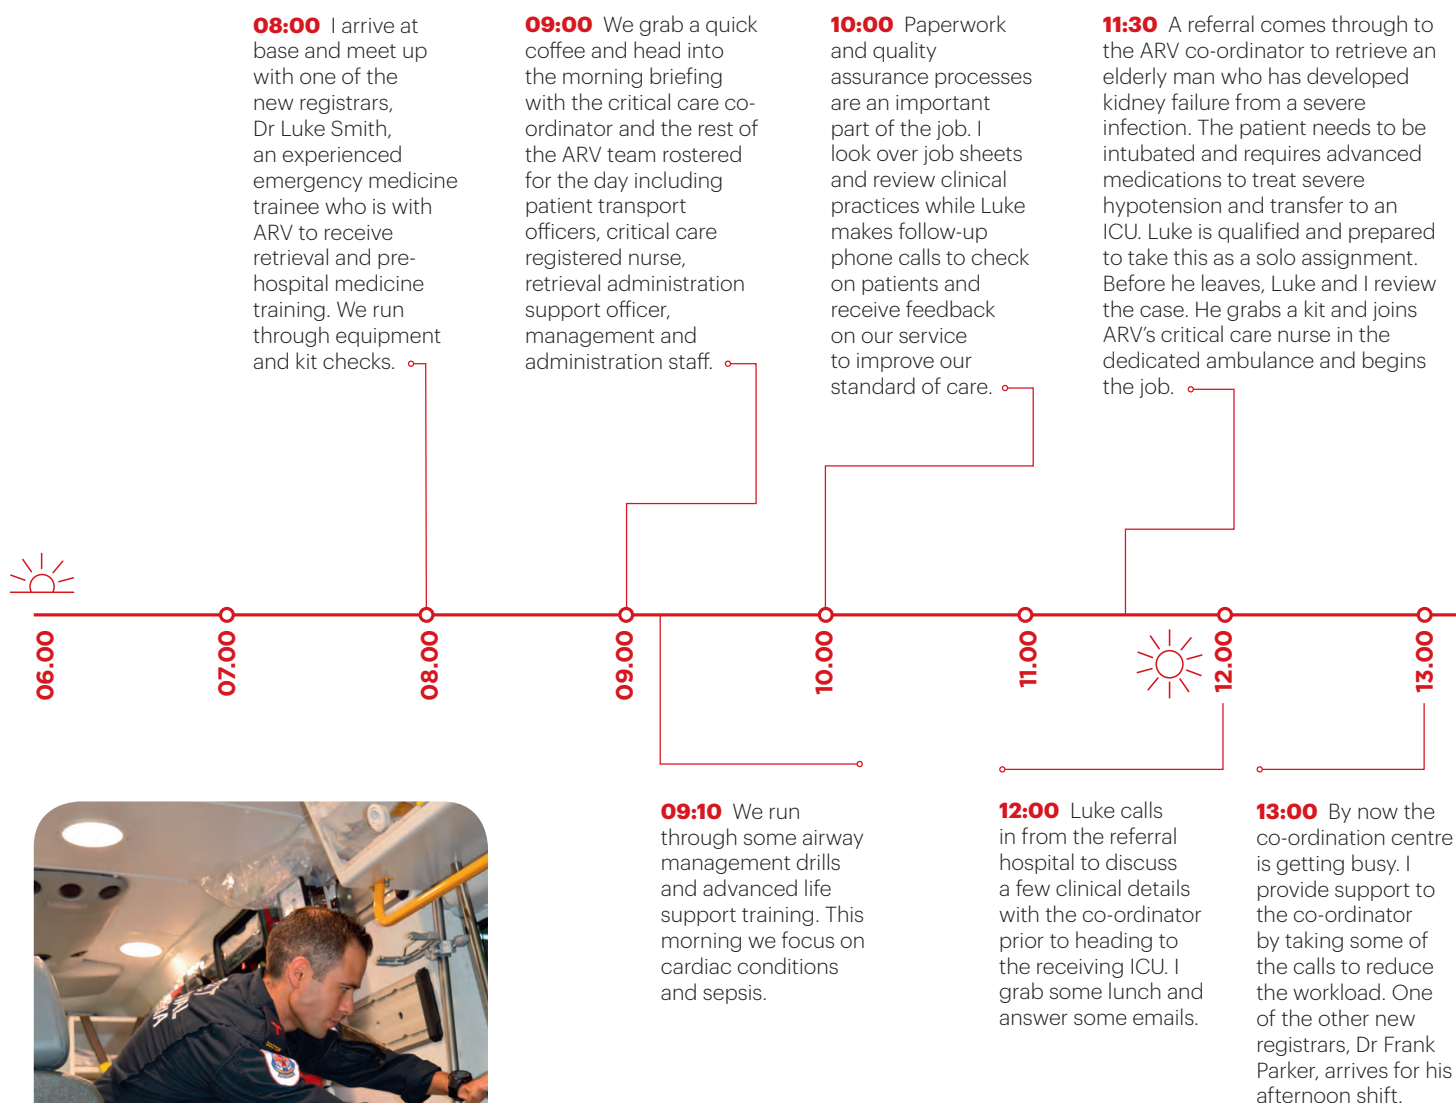 08:00 I arrive at
base and meet up
with one of the
new registrars,
Dr Luke Smith,
an experienced
emergency medicine
trainee who is with
ARV to receive
retrieval and pre-
hospital medicine
training. We run
through equipment
and kit checks.
09:00 We grab a quick
coffee and head into
the morning briefing
with the critical care co-
ordinator and the rest of
the ARV team rostered
for the day including
patient transport
officers, critical care
registered nurse,
retrieval administration
support officer,
management and
administration staff.
10:00 Paperwork
and quality
assurance processes
are an important
part of the job. I
look over job sheets
and review clinical
practices while Luke
makes follow-up
phone calls to check
on patients and
receive feedback
on our service
to improve our
standard of care.
11:30 A referral comes through to
the ARV co-ordinator to retrieve an
elderly man who has developed
kidney failure from a severe
infection. The patient needs to be
intubated and requires advanced
medications to treat severe
hypotension and transfer to an
ICU. Luke is qualified and prepared
to take this as a solo assignment.
Before he leaves, Luke and I review
the case. He grabs a kit and joins
ARV's critical care nurse in the
dedicated ambulance and begins
the job.
06.00
07.00
08.00
09.00
10.00
11.00
12.00
13.00
09:10 We run
through some airway
management drills
and advanced life
support training. This
morning we focus on
cardiac conditions
and sepsis.
12:00 Luke calls
in from the referral
hospital to discuss
a few clinical details
with the co-ordinator
prior to heading to
the receiving ICU. I
grab some lunch and
answer some emails.
13:00 By now the
co-ordination centre
is getting busy. I
provide support to
the co-ordinator
by taking some of
the calls to reduce
the workload. One
of the other new
registrars, Dr Frank
Parker, arrives for his
afternoon shift.
DOCTOR